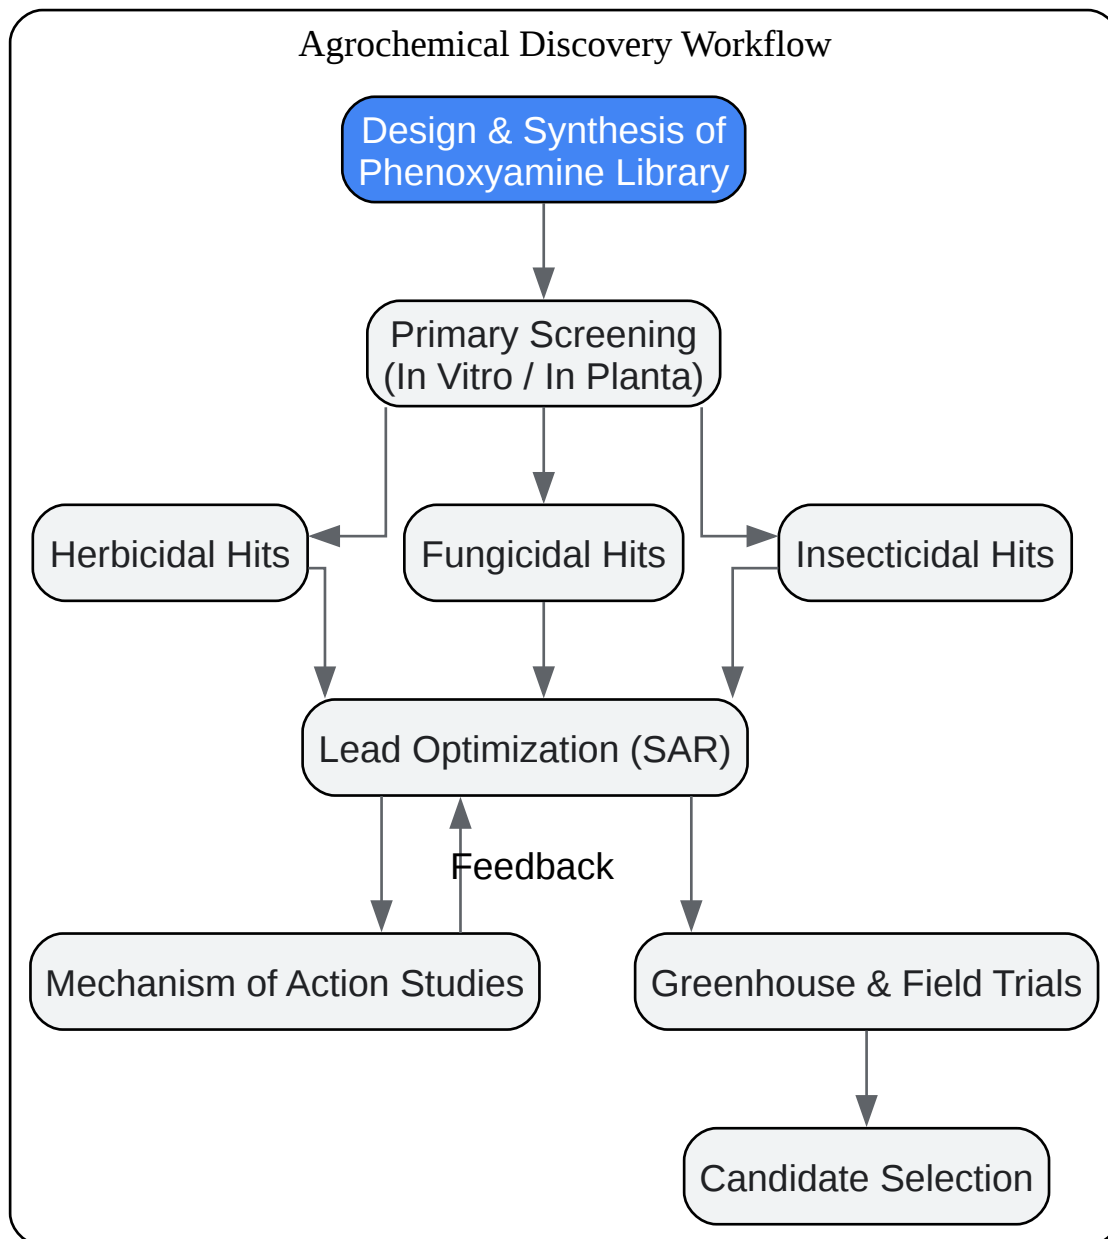 Agrochemical Discovery Workflow
Design & Synthesis of
Phenoxyamine Library
Primary Screening
(In Vitro / In Planta)
Herbicidal Hits
Fungicidal Hits
Insecticidal Hits
Lead Optimization (SAR)
Feedback
Mechanism of Action Studies
Greenhouse & Field Trials
Candidate Selection